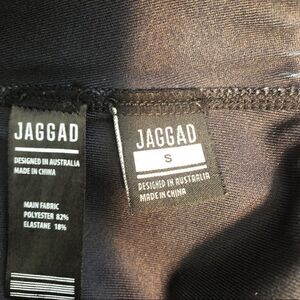 JAGGAD
DESIGNED IN AUSTRALIA
MADE IN CHINA
MAIN FABRIC
POLYESTER 82%
ELASTANE 18%
JAGGAD
S
DESIGNED IN AUSTRALIA
MADE IN CHINA